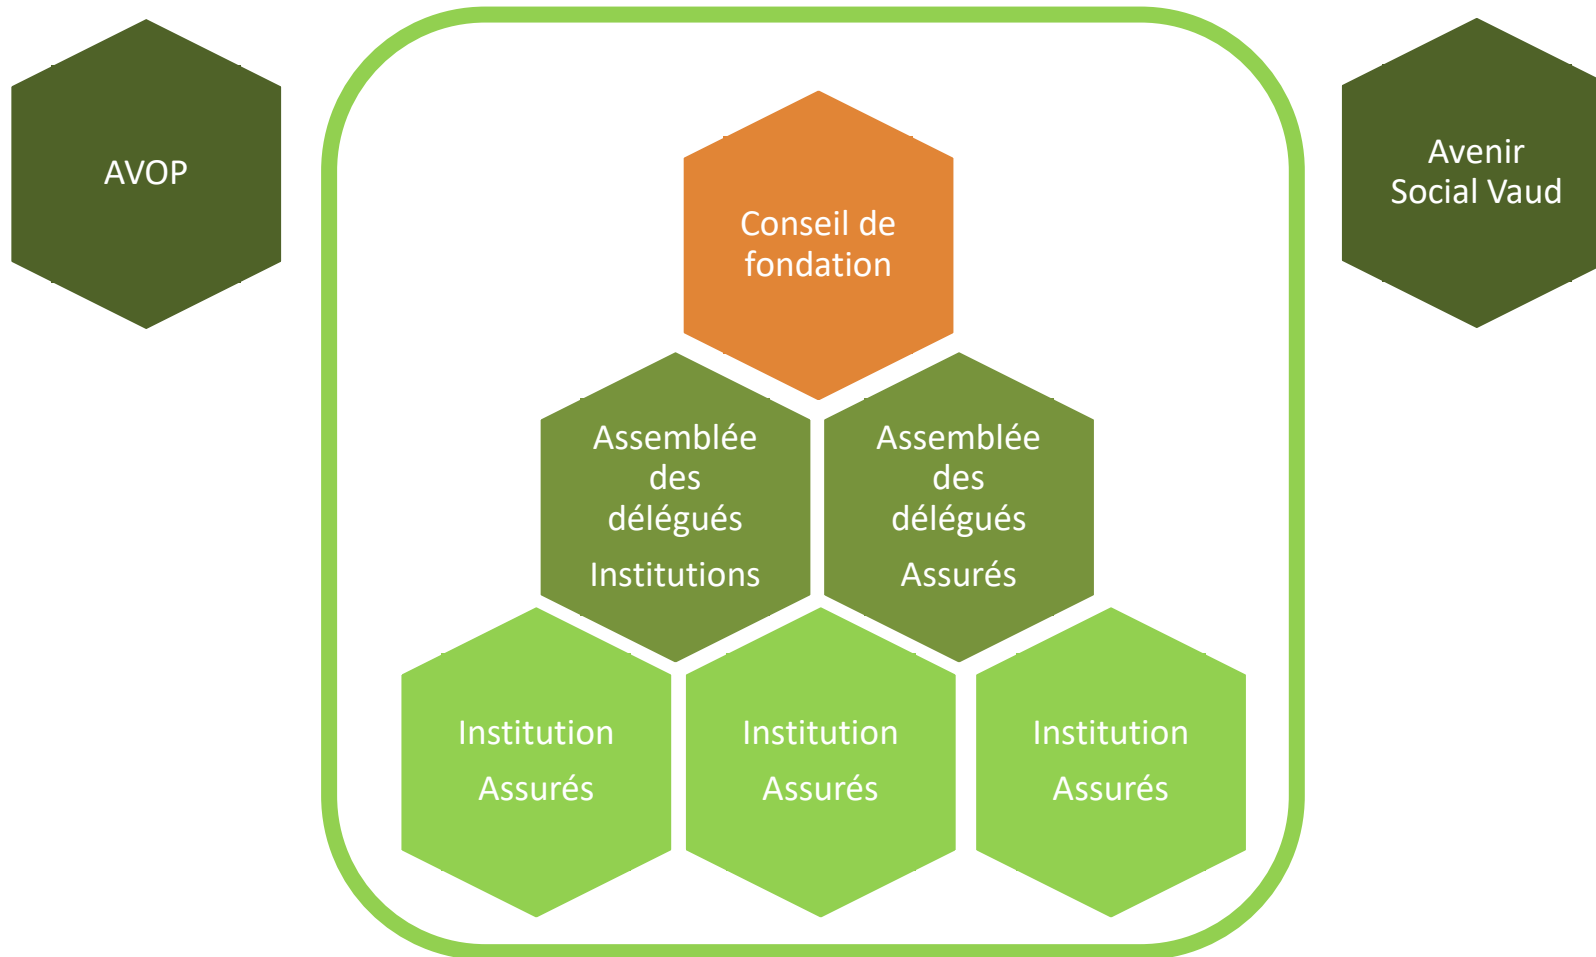 AVOP
Avenir
Social Vaud
Conseil de
fondation
Assemblée
des
délégués
Institutions
Assemblée
des
délégués
Assurés
Institution
Assurés
Institution
Assurés
Institution
Assurés